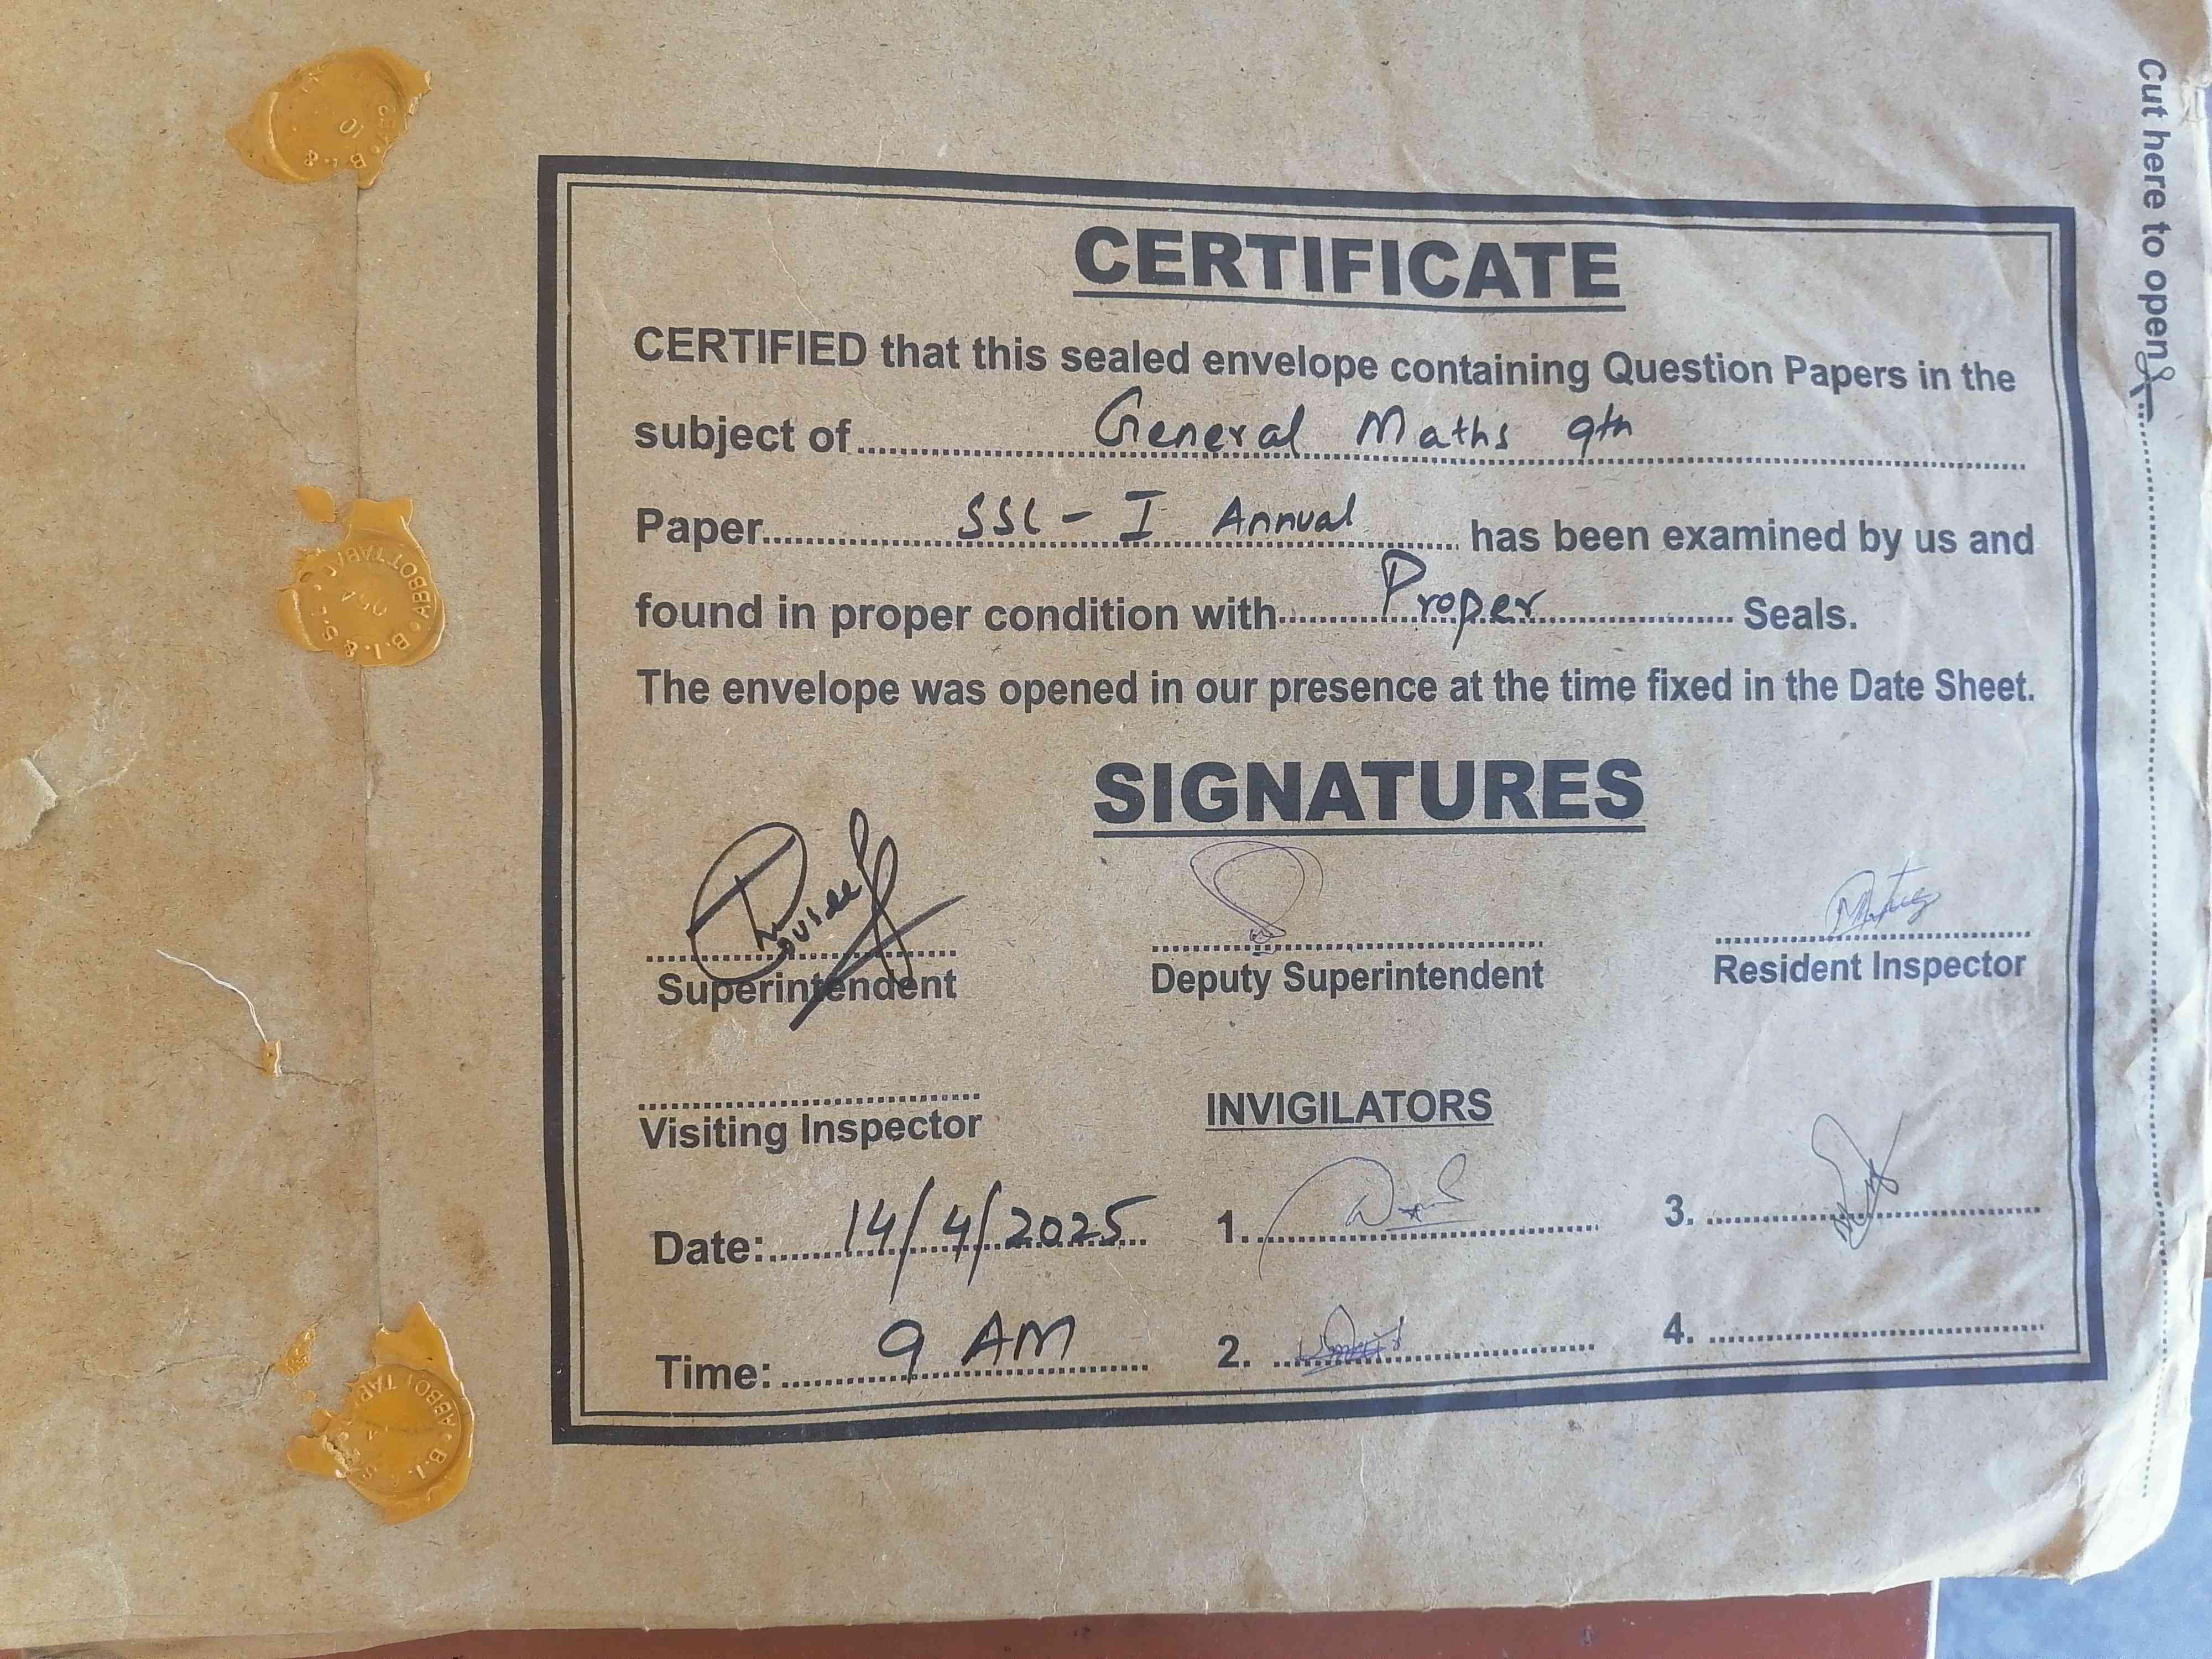 CERTIFICATE
CERTIFIED that this sealed envelope containing Question Papers in the
subject of General Maths 9th
Paper SSC - I Annual has been examined by us and
found in proper condition with Proper Seals.
The envelope was opened in our presence at the time fixed in the Date Sheet.
SIGNATURES
Superintendent Deputy Superintendent Resident Inspector
Visiting Inspector INVIGILATORS
Date: 14/4/2025 1. 3.
Time: 9 AM 2. 4.
Cut here to open
B.I.&
ABBOTTABAD B.I.& S.E.
ABBOTTAB B.I. &